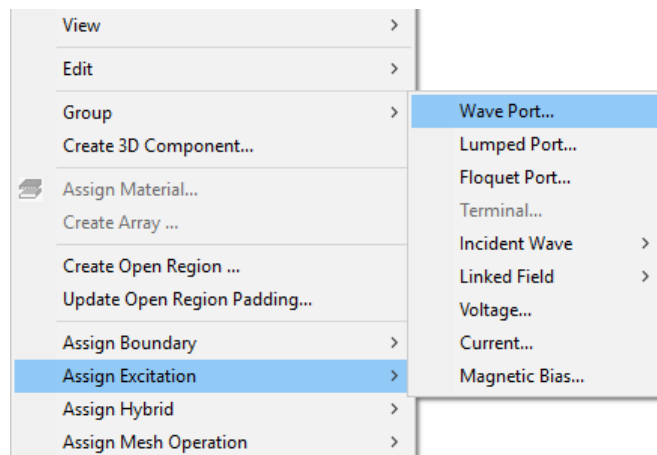 View
Edit
Group
Create 3D Component...
Assign Material...
Create Array ...
Create Open Region ...
Update Open Region Padding...
Assign Boundary
Assign Excitation
Assign Hybrid
Assign Mesh Operation
Wave Port...
Lumped Port...
Floquet Port...
Terminal...
Incident Wave
Linked Field
Voltage...
Current...
Magnetic Bias...